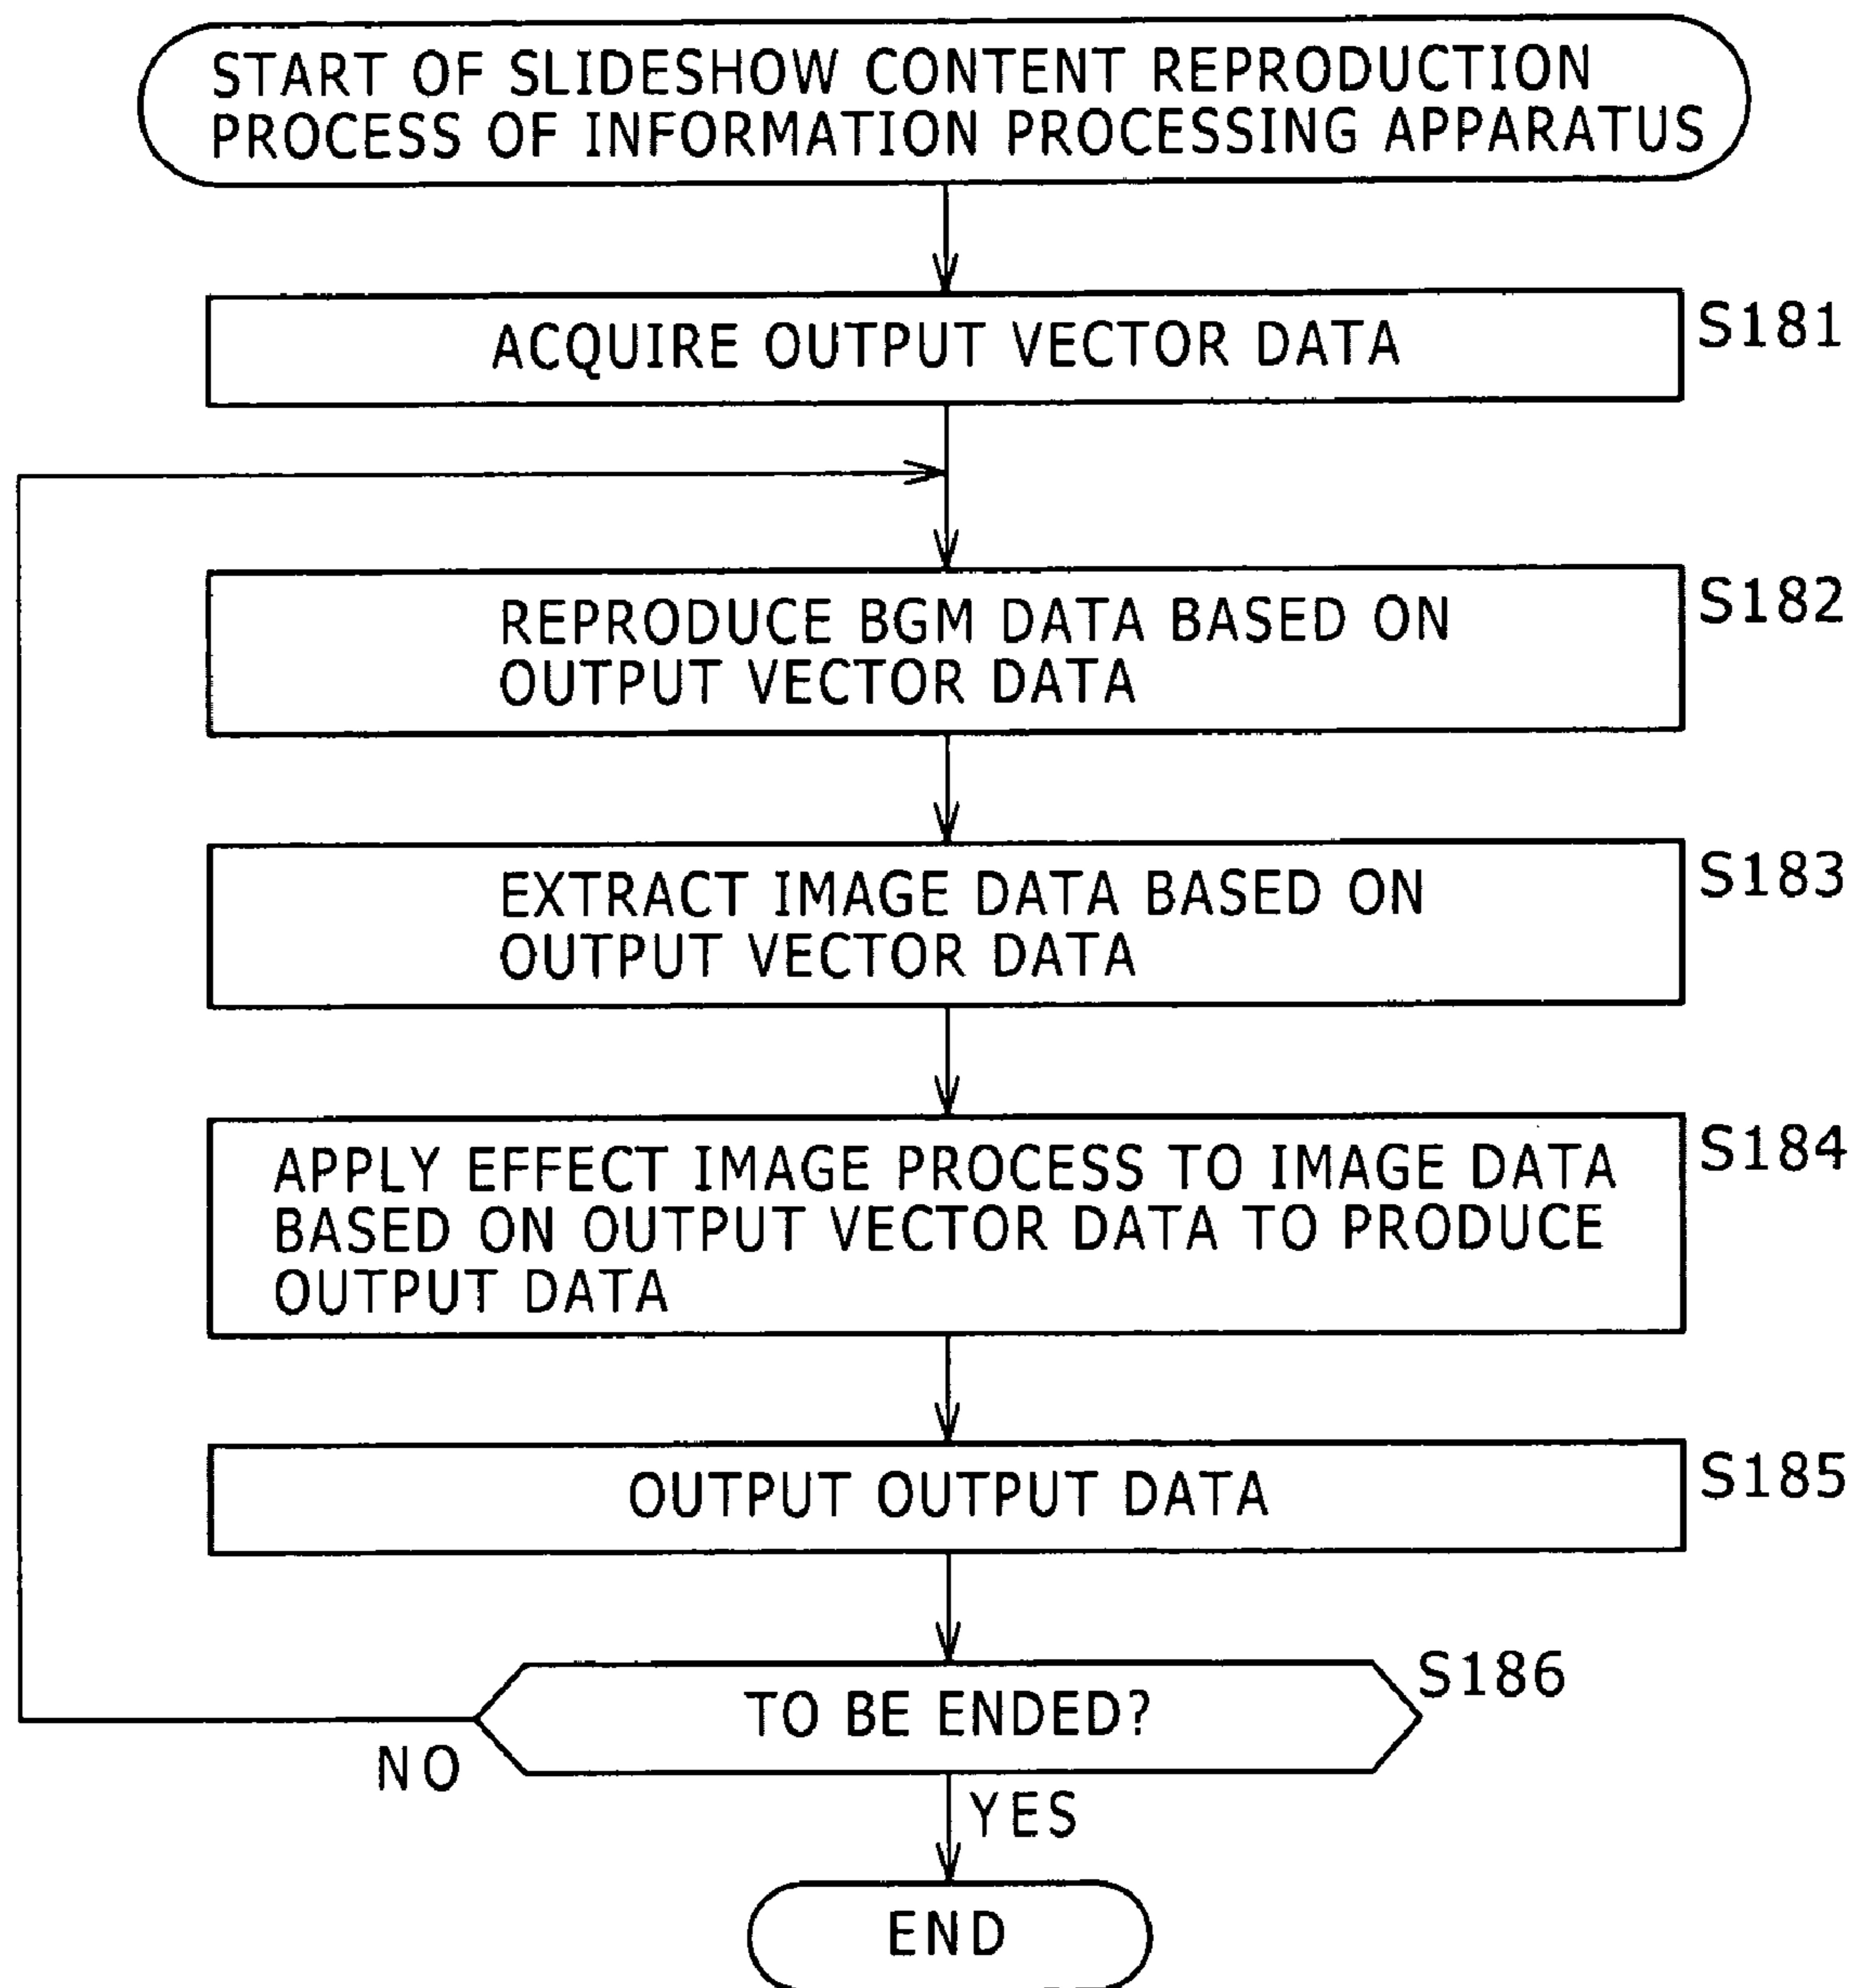 START OF SLIDESHOW CONTENT REPRODUCTION
PROCESS OF INFORMATION PROCESSING APPARATUS
ACQUIRE OUTPUT VECTOR DATA
S181
REPRODUCE BGM DATA BASED ON
OUTPUT VECTOR DATA
S182
EXTRACT IMAGE DATA BASED ON
OUTPUT VECTOR DATA
S183
APPLY EFFECT IMAGE PROCESS TO IMAGE DATA
BASED ON OUTPUT VECTOR DATA TO PRODUCE
OUTPUT DATA
S184
OUTPUT OUTPUT DATA
S185
TO BE ENDED?
S186
NO
YES
END